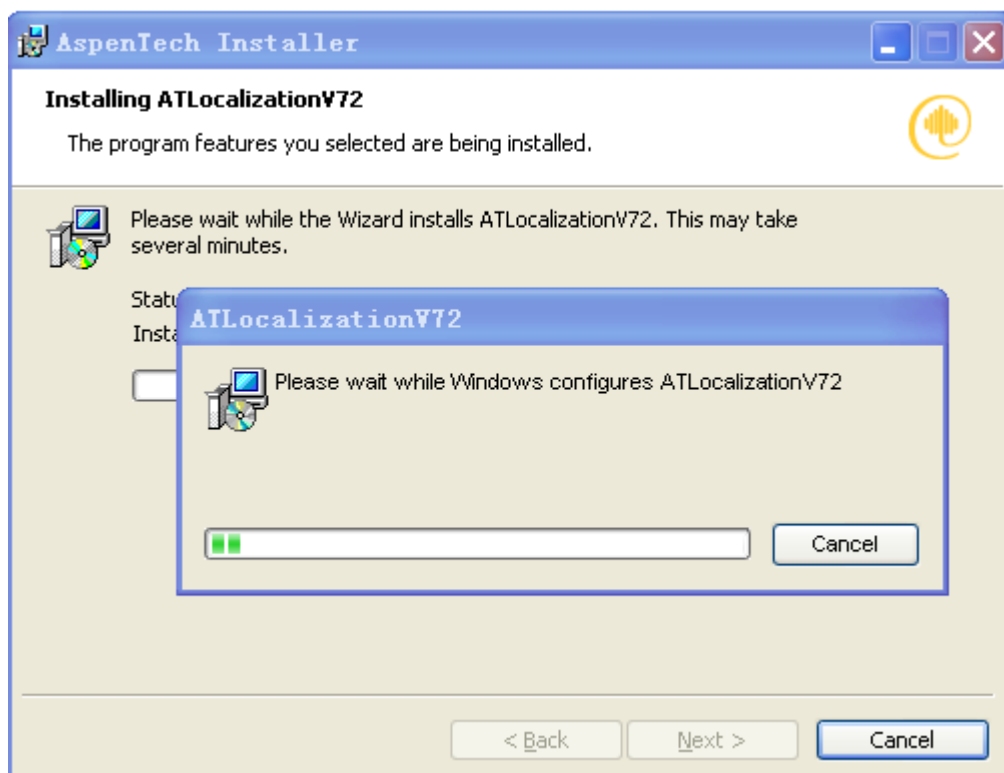 AspenTech Installer
Installing ATLocalizationV72
The program features you selected are being installed.
Please wait while the Wizard installs ATLocalizationV72. This may take
several minutes.
ATLocalizationV72
Please wait while Windows configures ATLocalizationV72
Cancel
< Back
Next >
Cancel